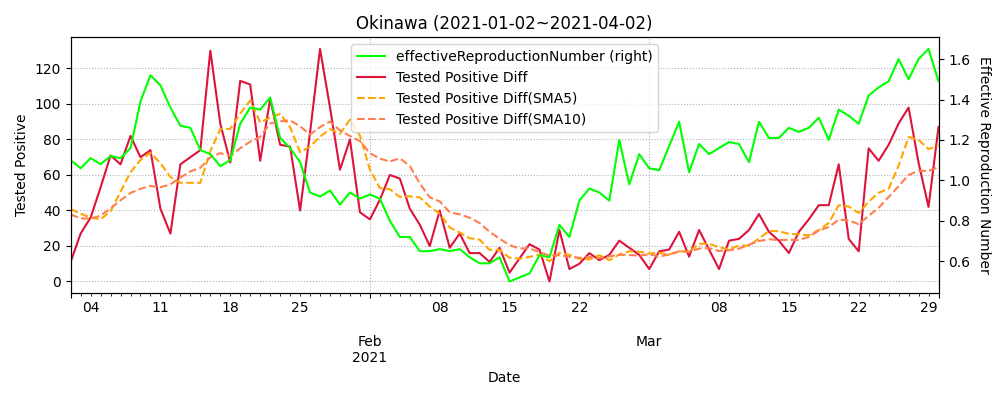 Okinawa (2021-01-02~2021-04-02)
effectiveReproductionNumber (right)
Tested Positive Diff
Tested Positive Diff(SMA5)
Tested Positive Diff(SMA10)
Tested Positive
120
100
80
60
40
20
0
1.6
1.4
1.2
1.0
0.8
0.6
Effective Reproduction Number
04 11 18 25 08 15 22 08 15 22 29
Feb Mar
2021
Date